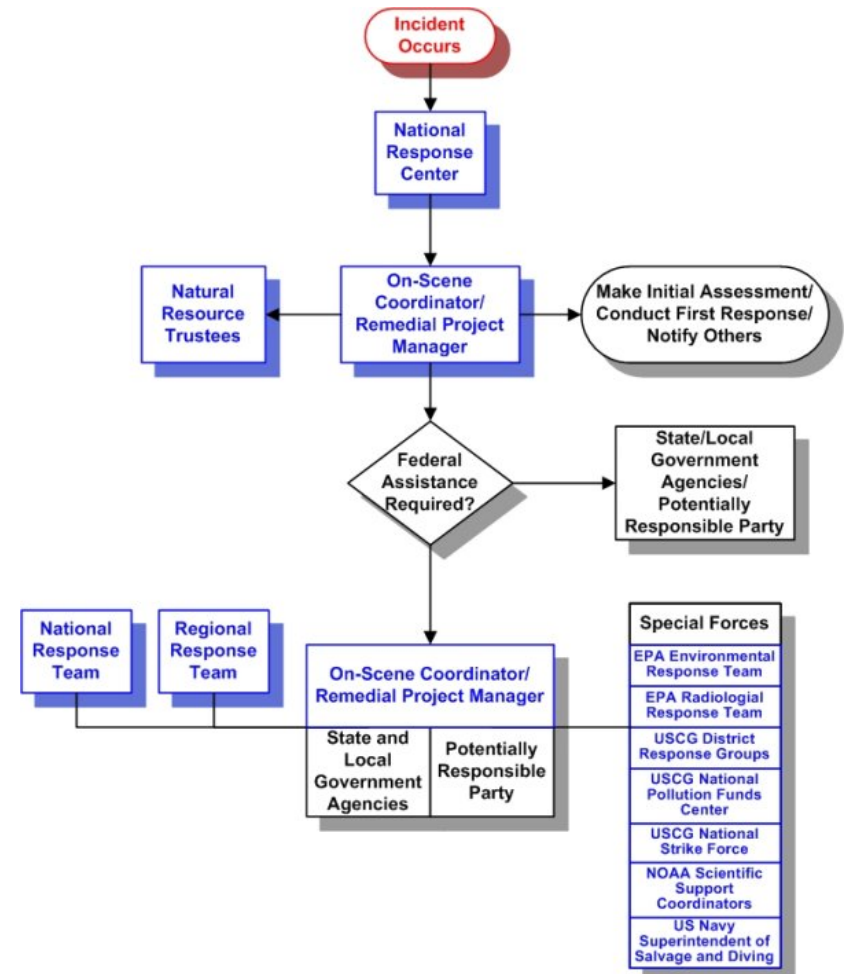 Incident
Occurs
National
Response
Center
Natural
Resource
Trustees
On-Scene
Coordinator/
Remedial Project
Manager
Make Initial Assessment/
Conduct First Response/
Notify Others
Federal
Assistance
Required?
State/Local
Government
Agencies/
Potentially
Responsible Party
National
Response
Team
Regional
Response
Team
On-Scene Coordinator/
Remedial Project Manager
State and
Local
Government
Agencies
Potentially
Responsible
Party
Special Forces
EPA Environmental
Response Team
EPA Radiologial
Response Team
USCG District
Response Groups
USCG National
Pollution Funds
Center
USCG National
Strike Force
NOAA Scientific
Support
Coordinators
US Navy
Superintendent of
Salvage and Diving